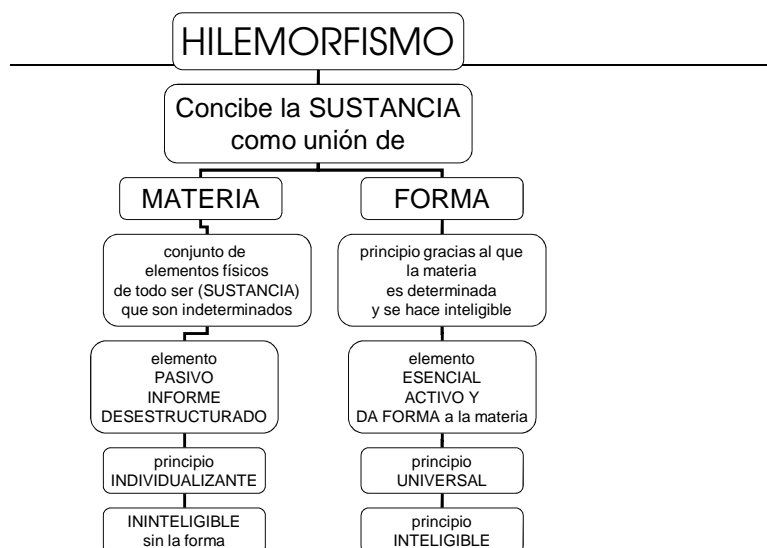 HILEMORFISMO
Concibe la SUSTANCIA
como unión de
MATERIA
conjunto de
elementos físicos
de todo ser (SUSTANCIA)
que son indeterminados
elemento
PASIVO
INFORME
DESESTRUCTURADO
principio
INDIVIDUALIZANTE
ININTELIGIBLE
sin la forma
FORMA
principio gracias al que
la materia
es determinada
y se hace inteligible
elemento
ESENCIAL
ACTIVO Y
DA FORMA a la materia
principio
UNIVERSAL
principio
INTELIGIBLE